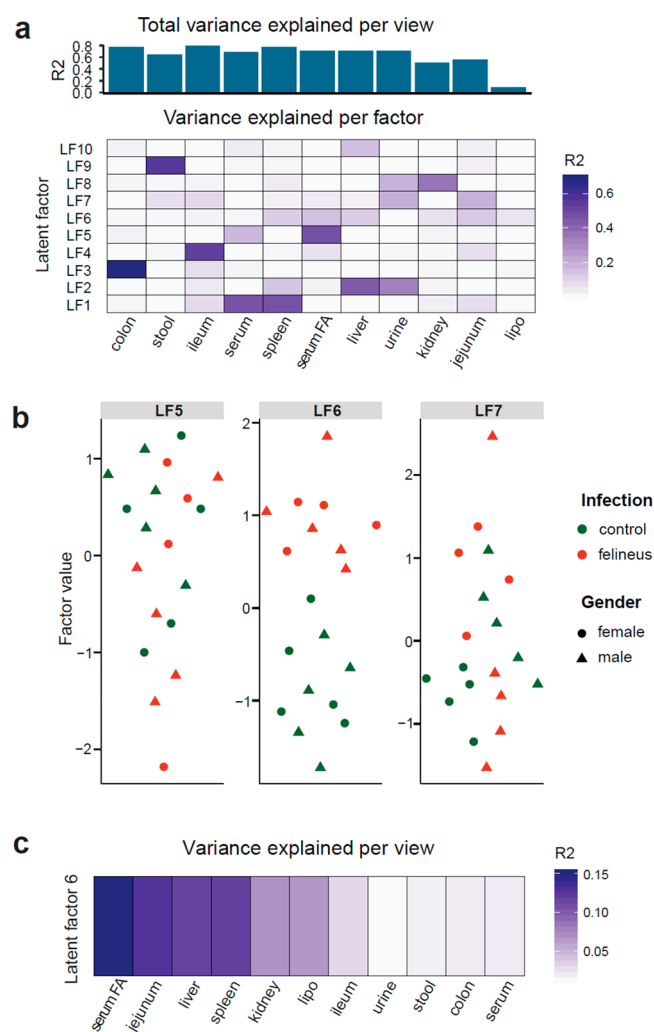 a
Total variance explained per view
R2
0.8
0.6
0.4
0.2
0.0
Variance explained per factor
Latent factor
LF10
LF9
LF8
LF7
LF6
LF5
LF4
LF3
LF2
LF1
colon
stool
ileum
serum
spleen
serum FA
liver
urine
kidney
jejunum
lipo
R2
0.6
0.4
0.2
b
LF5
LF6
LF7
Factor value
1
0
−1
−2
2
1
0
−1
2
1
0
−1
Infection
control
felineus
Gender
female
male
c
Variance explained per view
Latent factor 6
serum FA
jejunum
liver
spleen
kidney
lipo
ileum
urine
stool
colon
serum
R2
0.15
0.10
0.05